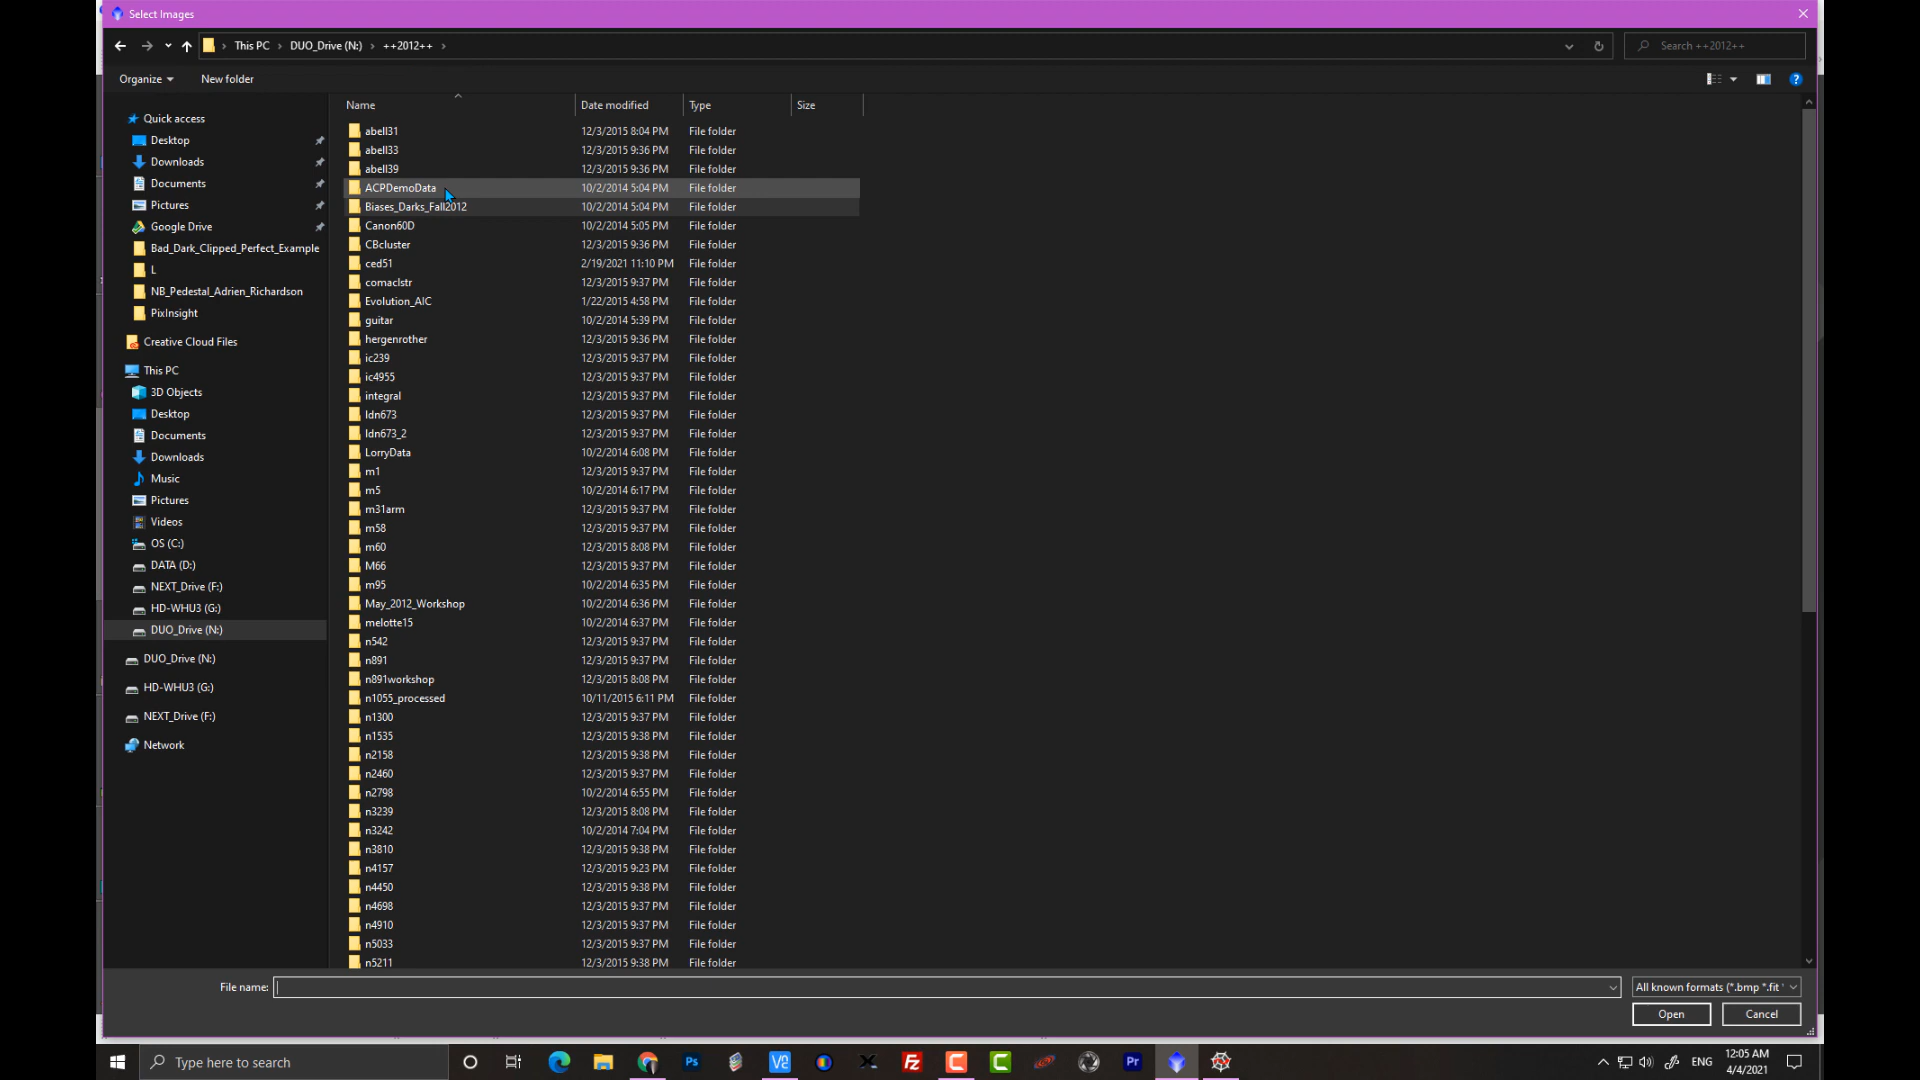 Select Images
This PC > DUO_Drive (N:) > ++2012++ >
Search ++2012++
Organize
New folder
Name Date modified Type Size
Quick access
Desktop
Downloads
Documents
Pictures
Google Drive
Bad_Dark_Clipped_Perfect_Example
L
NB_Pedestal_Adrien_Richardson
PixInsight
Creative Cloud Files
This PC
3D Objects
Desktop
Documents
Downloads
Music
Pictures
Videos
OS (C:)
DATA (D:)
NEXT_Drive (F:)
HD-WHU3 (G:)
DUO_Drive (N:)
DUO_Drive (N:)
HD-WHU3 (G:)
NEXT_Drive (F:)
Network
abell31 12/3/2015 8:04 PM File folder
abell33 12/3/2015 9:36 PM File folder
abell39 12/3/2015 9:36 PM File folder
ACPDemoData 10/2/2014 5:04 PM File folder
Biases_Darks_Fall2012 10/2/2014 5:04 PM File folder
Canon60D 10/2/2014 5:05 PM File folder
CBcluster 12/3/2015 9:36 PM File folder
ced51 2/19/2021 11:10 PM File folder
comaclstr 12/3/2015 9:37 PM File folder
Evolution_AIC 1/22/2015 4:58 PM File folder
guitar 10/2/2014 5:39 PM File folder
hergenrother 12/3/2015 9:36 PM File folder
ic239 12/3/2015 9:37 PM File folder
ic4955 12/3/2015 9:37 PM File folder
integral 12/3/2015 9:37 PM File folder
ldn673 12/3/2015 9:37 PM File folder
ldn673_2 12/3/2015 9:37 PM File folder
LorryData 10/2/2014 6:08 PM File folder
m1 12/3/2015 9:37 PM File folder
m5 10/2/2014 6:17 PM File folder
m31arm 12/3/2015 9:37 PM File folder
m58 12/3/2015 9:37 PM File folder
m60 12/3/2015 8:08 PM File folder
M66 12/3/2015 9:37 PM File folder
m95 10/2/2014 6:35 PM File folder
May_2012_Workshop 10/2/2014 6:36 PM File folder
melotte15 10/2/2014 6:37 PM File folder
n542 12/3/2015 9:37 PM File folder
n891 12/3/2015 9:37 PM File folder
n891workshop 12/3/2015 8:08 PM File folder
n1055_processed 10/11/2015 6:11 PM File folder
n1300 12/3/2015 9:37 PM File folder
n1535 12/3/2015 9:38 PM File folder
n2158 12/3/2015 9:38 PM File folder
n2460 12/3/2015 9:37 PM File folder
n2798 10/2/2014 6:55 PM File folder
n3239 12/3/2015 8:08 PM File folder
n3242 10/2/2014 7:04 PM File folder
n3810 12/3/2015 9:38 PM File folder
n4157 12/3/2015 9:23 PM File folder
n4450 12/3/2015 9:38 PM File folder
n4698 12/3/2015 9:37 PM File folder
n4910 12/3/2015 9:37 PM File folder
n5033 12/3/2015 9:37 PM File folder
n5211 12/3/2015 9:38 PM File folder
File name:
All known formats (*.bmp *.fit
Open
Cancel
Type here to search
Ps
Pr
ENG
12:05 AM
4/4/2021